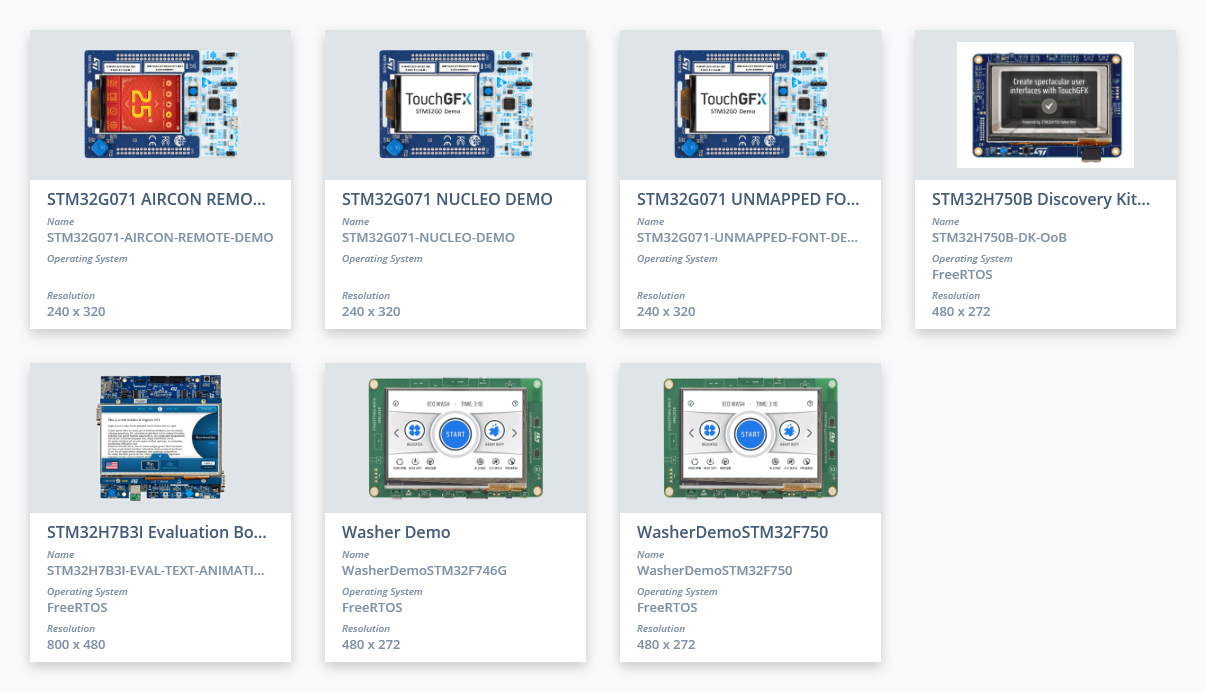 25°
STM32G071 AIRCON REMO...
Name
STM32G071-AIRCON-REMOTE-DEMO
Operating System
Resolution
240 x 320
TouchGFX
STM32G0 Demo
STM32G071 NUCLEO DEMO
Name
STM32G071-NUCLEO-DEMO
Operating System
Resolution
240 x 320
TouchGFX
STM32G0 Demo
STM32G071 UNMAPPED FO...
Name
STM32G071-UNMAPPED-FONT-DE...
Operating System
Resolution
240 x 320
Create spectacular user
interfaces with TouchGFX
STM32H750B Discovery Kit...
Name
STM32H750B-DK-OoB
Operating System
FreeRTOS
Resolution
480 x 272
STM32H7B3I Evaluation Bo...
Name
STM32H7B3I-EVAL-TEXT-ANIMATI...
Operating System
FreeRTOS
Resolution
800 x 480
ECO WASH - TIME: 3:10
START
Washer Demo
Name
WasherDemoSTM32F746G
Operating System
FreeRTOS
Resolution
480 x 272
ECO WASH - TIME: 3:10
START
WasherDemoSTM32F750
Name
WasherDemoSTM32F750
Operating System
FreeRTOS
Resolution
480 x 272